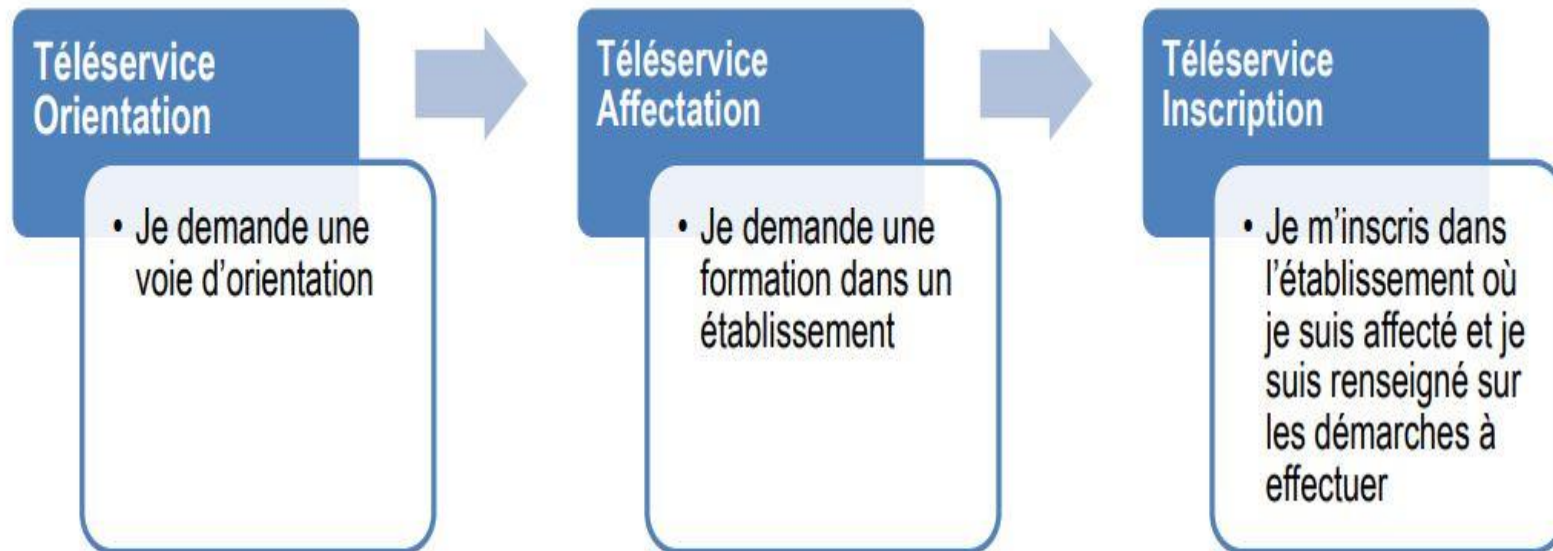 Téléservice
Orientation
• Je demande une
voie d'orientation
Téléservice
Affectation
• Je demande une
formation dans un
établissement
Téléservice
Inscription
• Je m'inscris dans
l'établissement où
je suis affecté et je
suis renseigné sur
les démarches à
effectuer